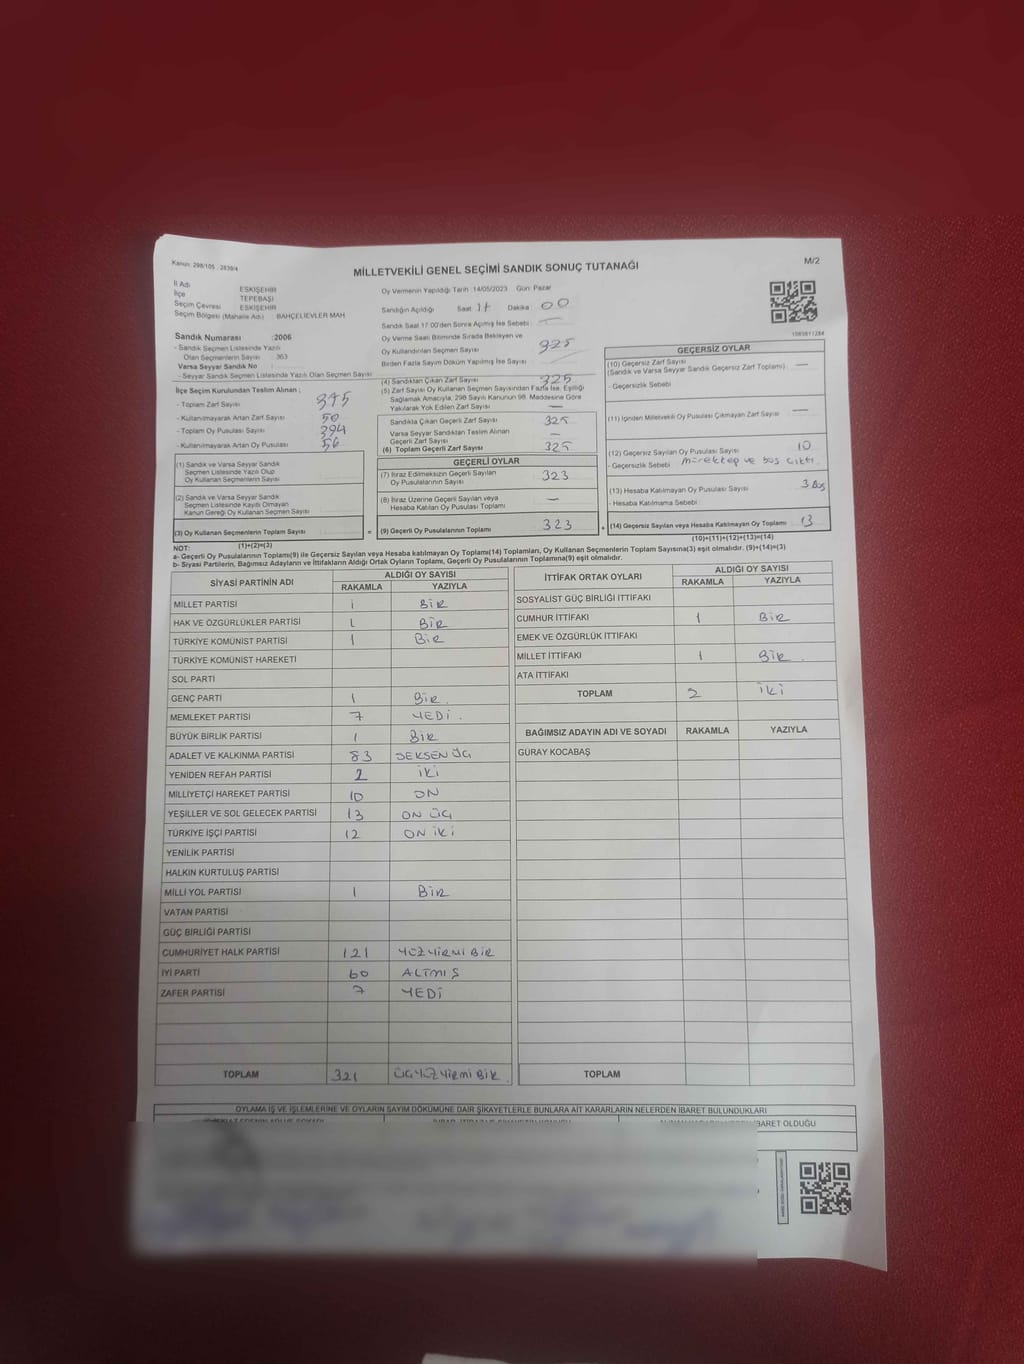 Kanun: 298/105 , 2839/4
MİLLETVEKİLİ GENEL SEÇİMİ SANDIK SONUÇ TUTANAĞI
M/2
İl Adı ESKİŞEHİR
İlçe TEPEBAŞI
Seçim Çevresi ESKİŞEHİR
Seçim Bölgesi (Mahalle Adı) BAHÇELİEVLER MAH
Sandık Numarası :2006
- Sandık Seçmen Listesinde Yazılı
Olan Seçmenlerin Sayısı : 363
Varsa Seyyar Sandık No
- Seyyar Sandık Seçmen Listesinde Yazılı Olan Seçmen Sayısı
İlçe Seçim Kurulundan Teslim Alınan ;
- Toplam Zarf Sayısı
- Kullanılmayarak Artan Zarf Sayısı 50
- Toplam Oy Pusulası Sayısı
- Kullanılmayarak Artan Oy Pusulası 56
(1) Sandık ve Varsa Seyyar Sandık
Seçmen Listesinde Yazılı Olup
Oy Kullanan Seçmenlerin Sayısı
(2) Sandık ve Varsa Seyyar Sandık
Seçmen Listesinde Kayıtlı Olmayan
Kanun Gereği Oy Kullanan Seçmen Sayısı
(3) Oy Kullanan Seçmenlerin Toplam Sayısı
(1)+(2)=(3)
Oy Vermenin Yapıldığı Tarih :14/05/2023 Gün: Pazar
Sandığın Açıldığı Saat 17 Dakika 00
Sandık Saat 17:00'den Sonra Açılmış İse Sebebi —
Oy Verme Saati Bitiminde Sırada Bekleyen ve
Oy Kullandırılan Seçmen Sayısı
Birden Fazla Sayım Döküm Yapılmış İse Sayısı
(4) Sandıktan Çıkan Zarf Sayısı 325
(5) Zarf Sayısı Oy Kullanan Seçmen Sayısından Fazla İse, Eşitliği
Sağlamak Amacıyla, 298 Sayılı Kanunun 98. Maddesine Göre
Yakılarak Yok Edilen Zarf Sayısı —
Sandıkta Çıkan Geçerli Zarf Sayısı 325
Varsa Seyyar Sandıktan Teslim Alınan
Geçerli Zarf Sayısı —
(6) Toplam Geçerli Zarf Sayısı 325
GEÇERLİ OYLAR
(7) İtiraz Edilmeksizin Geçerli Sayılan
Oy Pusulalarının Sayısı 323
(8) İtiraz Üzerine Geçerli Sayılan veya
Hesaba Katılan Oy Pusulası Toplamı —
= (9) Geçerli Oy Pusulalarının Toplamı 323
1585811284
GEÇERSİZ OYLAR
(10) Geçersiz Zarf Sayısı
(Sandık ve Varsa Seyyar Sandık Geçersiz Zarf Toplamı) —
- Geçersizlik Sebebi
(11) İçinden Milletvekili Oy Pusulası Çıkmayan Zarf Sayısı —
(12) Geçersiz Sayılan Oy Pusulası Sayısı 10
- Geçersizlik Sebebi mürekkep ve boş çıktı.
(13) Hesaba Katılmayan Oy Pusulası Sayısı 3 Boş
- Hesaba Katılmama Sebebi
+ (14) Geçersiz Sayılan veya Hesaba Katılmayan Oy Toplamı 13
(10)+(11)+(12)+(13)=(14)
NOT:
a- Geçerli Oy Pusulalarının Toplamı(9) ile Geçersiz Sayılan veya Hesaba katılmayan Oy Toplamı(14) Toplamları, Oy Kullanan Seçmenlerin Toplam Sayısına(3) eşit olmalıdır. (9)+(14)=(3)
b- Siyasi Partilerin, Bağımsız Adayların ve İttifakların Aldığı Ortak Oyların Toplamı, Geçerli Oy Pusulalarının Toplamına(9) eşit olmalıdır.
SİYASİ PARTİNİN ADI ALDIĞI OY SAYISI
RAKAMLA YAZIYLA
MİLLET PARTİSİ 1 BİR
HAK VE ÖZGÜRLÜKLER PARTİSİ 1 BİR
TÜRKİYE KOMÜNİST PARTİSİ 1 BİR
TÜRKİYE KOMÜNİST HAREKETİ
SOL PARTİ
GENÇ PARTİ 1 BİR.
MEMLEKET PARTİSİ 7 YEDİ.
BÜYÜK BİRLİK PARTİSİ 1 BİR
ADALET VE KALKINMA PARTİSİ 83 SEKSEN ÜÇ
YENİDEN REFAH PARTİSİ 2 İKİ
MİLLİYETÇİ HAREKET PARTİSİ 10 ON
YEŞİLLER VE SOL GELECEK PARTİSİ 13 ON ÜÇ
TÜRKİYE İŞÇİ PARTİSİ 12 ON İKİ
YENİLİK PARTİSİ
HALKIN KURTULUŞ PARTİSİ
MİLLİ YOL PARTİSİ 1 BİR
VATAN PARTİSİ
GÜÇ BİRLİĞİ PARTİSİ
CUMHURİYET HALK PARTİSİ 121 YÜZ YİRMİ BİR
İYİ PARTİ 60 ALTMIŞ
ZAFER PARTİSİ 7 YEDİ
TOPLAM 321 ÜÇ YÜZ YİRMİ BİR.
İTTİFAK ORTAK OYLARI ALDIĞI OY SAYISI
RAKAMLA YAZIYLA
SOSYALİST GÜÇ BİRLİĞİ İTTİFAKI
CUMHUR İTTİFAKI 1 BİR
EMEK VE ÖZGÜRLÜK İTTİFAKI
MİLLET İTTİFAKI 1 BİR.
ATA İTTİFAKI
TOPLAM 2 İKİ
BAĞIMSIZ ADAYIN ADI VE SOYADI RAKAMLA YAZIYLA
GÜRAY KOCABAŞ
TOPLAM
OYLAMA İŞ VE İŞLEMLERİNE VE OYLARIN SAYIM DÖKÜMÜNE DAİR ŞİKAYETLERLE BUNLARA AİT KARARLARIN NELERDEN İBARET BULUNDUKLARI
BARET OLDUĞU